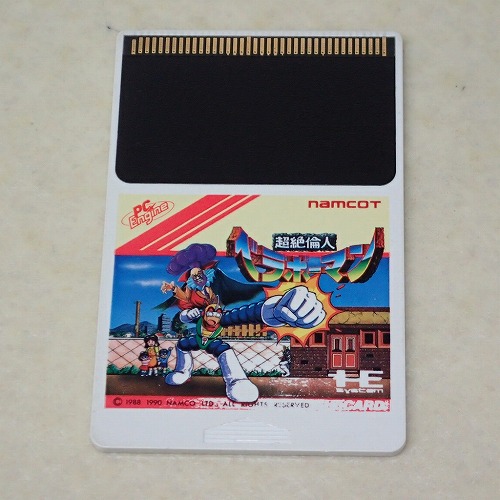 PC Engine
namcot
超絶倫人
ベラボーマン
HE SYSTEM
© 1988 1990 NAMCO LTD., ALL RIGHTS RESERVED